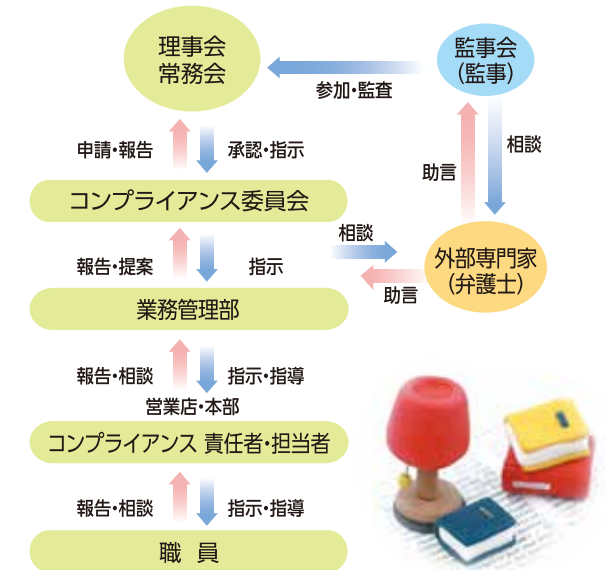 理事会
常務会
監事会
(監事)
参加・監査
申請・報告
承認・指示
相談
助言
コンプライアンス委員会
相談
外部専門家
(弁護士)
助言
報告・提案
指示
業務管理部
報告・相談
指示・指導
営業店・本部
コンプライアンス 責任者・担当者
報告・相談
指示・指導
職 員